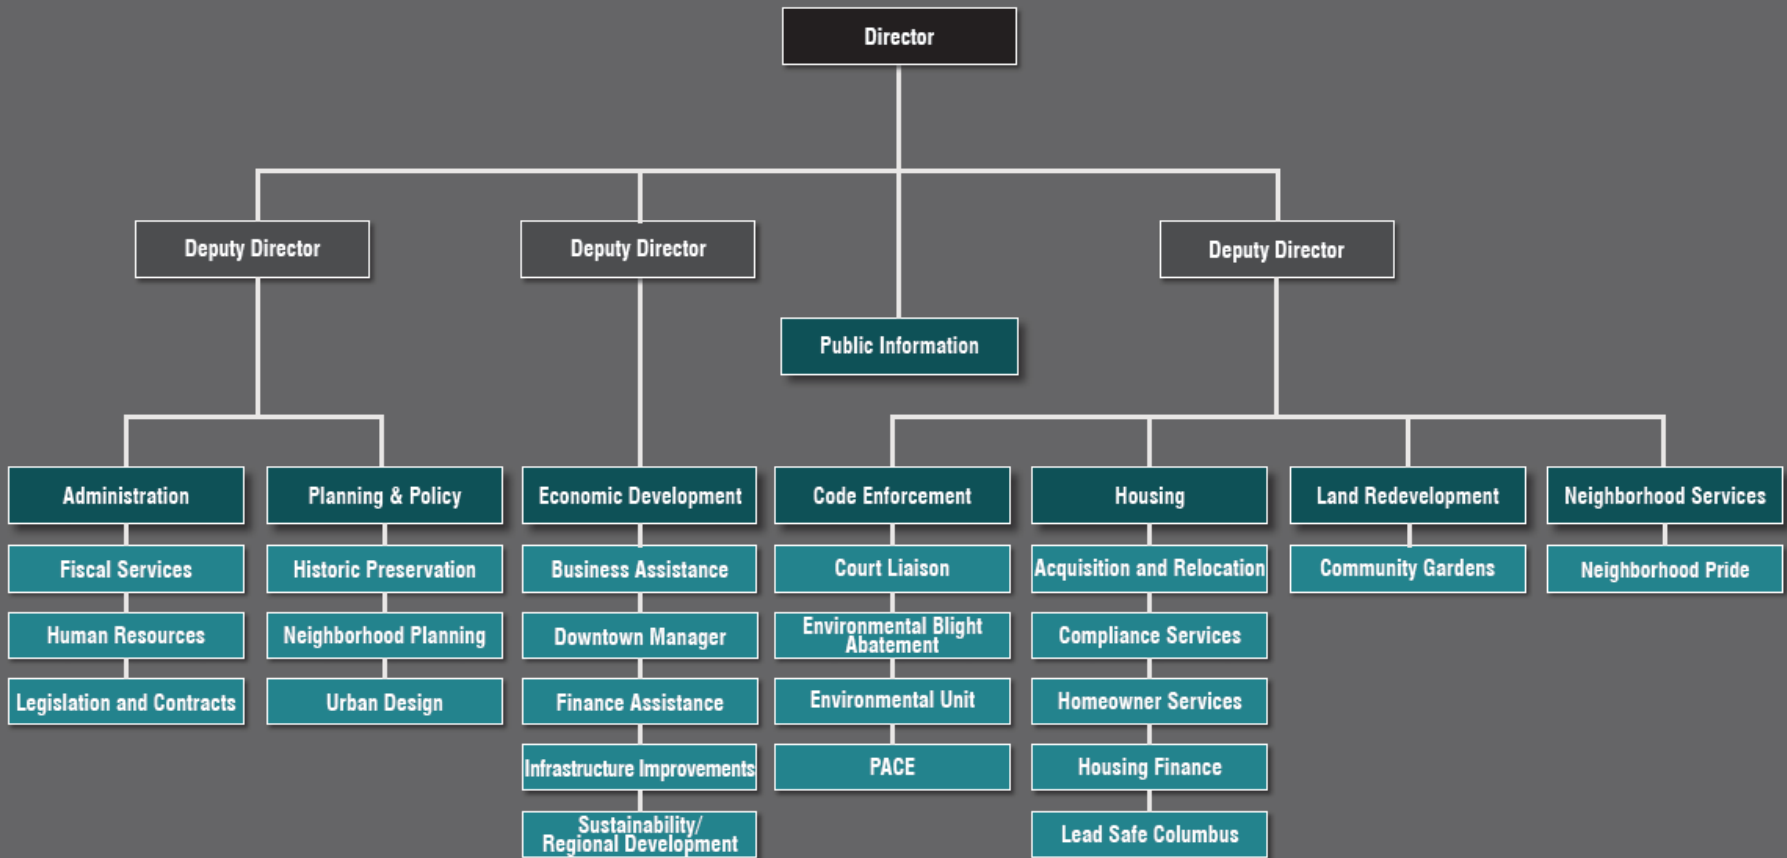 Director
Deputy Director
Deputy Director
Deputy Director
Public Information
Administration
Planning & Policy
Economic Development
Code Enforcement
Housing
Land Redevelopment
Neighborhood Services
Fiscal Services
Historic Preservation
Business Assistance
Court Liaison
Acquisition and Relocation
Community Gardens
Neighborhood Pride
Human Resources
Neighborhood Planning
Downtown Manager
Environmental Blight
Abatement
Compliance Services
Legislation and Contracts
Urban Design
Finance Assistance
Environmental Unit
Homeowner Services
Infrastructure Improvements
PACE
Housing Finance
Sustainability/
Regional Development
Lead Safe Columbus